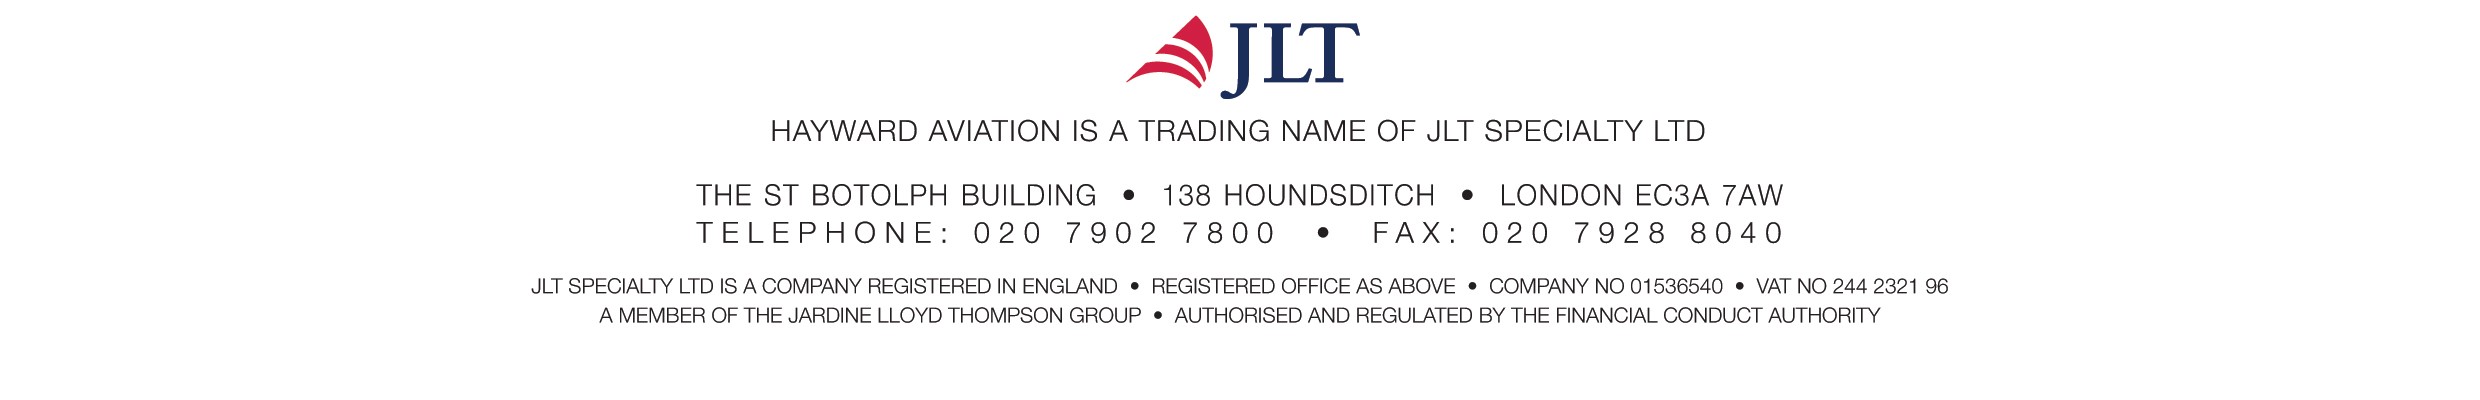 JLT
HAYWARD AVIATION IS A TRADING NAME OF JLT SPECIALTY LTD
THE ST BOTOLPH BUILDING • 138 HOUNDSDITCH • LONDON EC3A 7AW
TELEPHONE: 020 7902 7800 • FAX: 020 7928 8040
JLT SPECIALTY LTD IS A COMPANY REGISTERED IN ENGLAND • REGISTERED OFFICE AS ABOVE • COMPANY NO 01536540 • VAT NO 244 2321 96
A MEMBER OF THE JARDINE LLOYD THOMPSON GROUP • AUTHORISED AND REGULATED BY THE FINANCIAL CONDUCT AUTHORITY